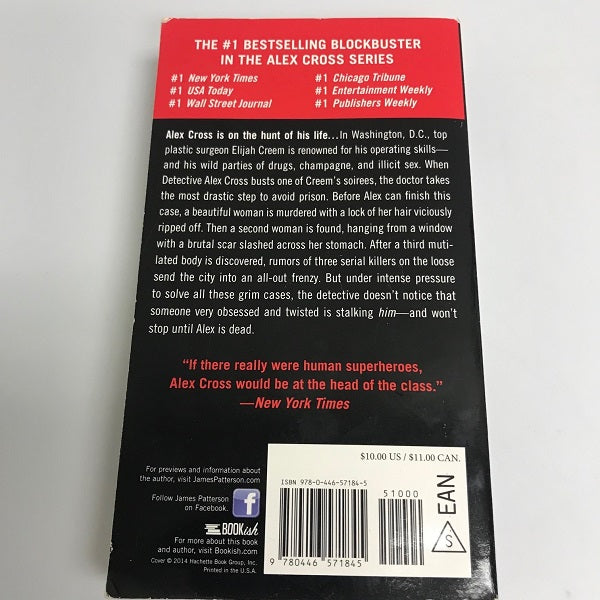 THE #1 BESTSELLING BLOCKBUSTER
IN THE ALEX CROSS SERIES
#1 New York Times
#1 USA Today
#1 Wall Street Journal
#1 Chicago Tribune
#1 Entertainment Weekly
#1 Publishers Weekly
Alex Cross is on the hunt of his life…In Washington, D.C., top
plastic surgeon Elijah Creem is renowned for his operating skills—
and his wild parties of drugs, champagne, and illicit sex. When
Detective Alex Cross busts one of Creem's soirees, the doctor takes
the most drastic step to avoid prison. Before Alex can finish this
case, a beautiful woman is murdered with a lock of her hair viciously
ripped off. Then a second woman is found, hanging from a window
with a brutal scar slashed across her stomach. After a third muti-
lated body is discovered, rumors of three serial killers on the loose
send the city into an all-out frenzy. But under intense pressure
to solve all these grim cases, the detective doesn't notice that
someone very obsessed and twisted is stalking him—and won't
stop until Alex is dead.
"If there really were human superheroes,
Alex Cross would be at the head of the class."
—New York Times
For previews and information about
the author, visit JamesPatterson.com.
Follow James Patterson
on Facebook.
f
BOOKish
For more about this book
and author, visit Bookish.com
Cover © 2014 Hachette Book Group, Inc.
Printed in the U.S.A.
$10.00 US / $11.00 CAN.
ISBN 978-0-446-57184-5
51000
9 780446 571845
S
EAN